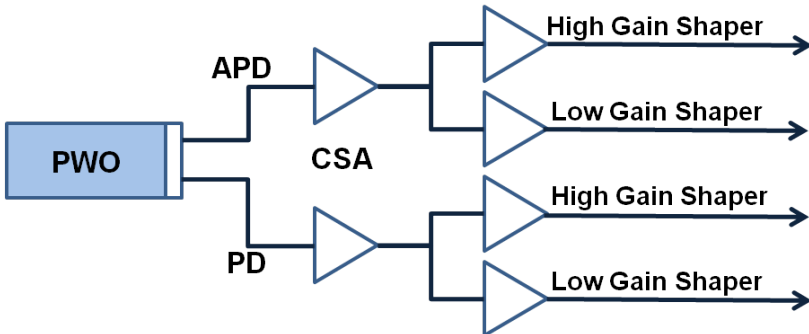 High Gain Shaper
APD
Low Gain Shaper
PWO
CSA
High Gain Shaper
PD
Low Gain Shaper